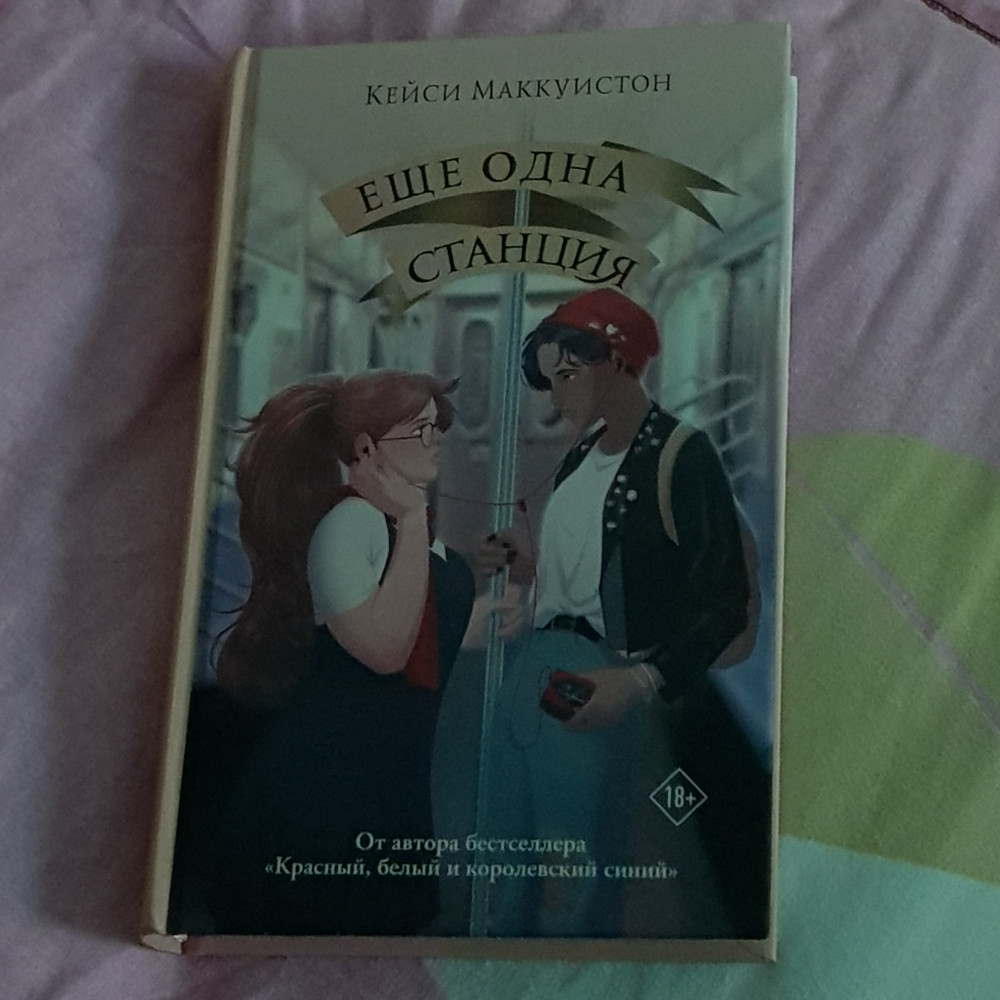 Кейси Маккуистон
ЕЩЕ ОДНА
СТАНЦИЯ
18+
От автора бестселлера
«Красный, белый и королевский синий»